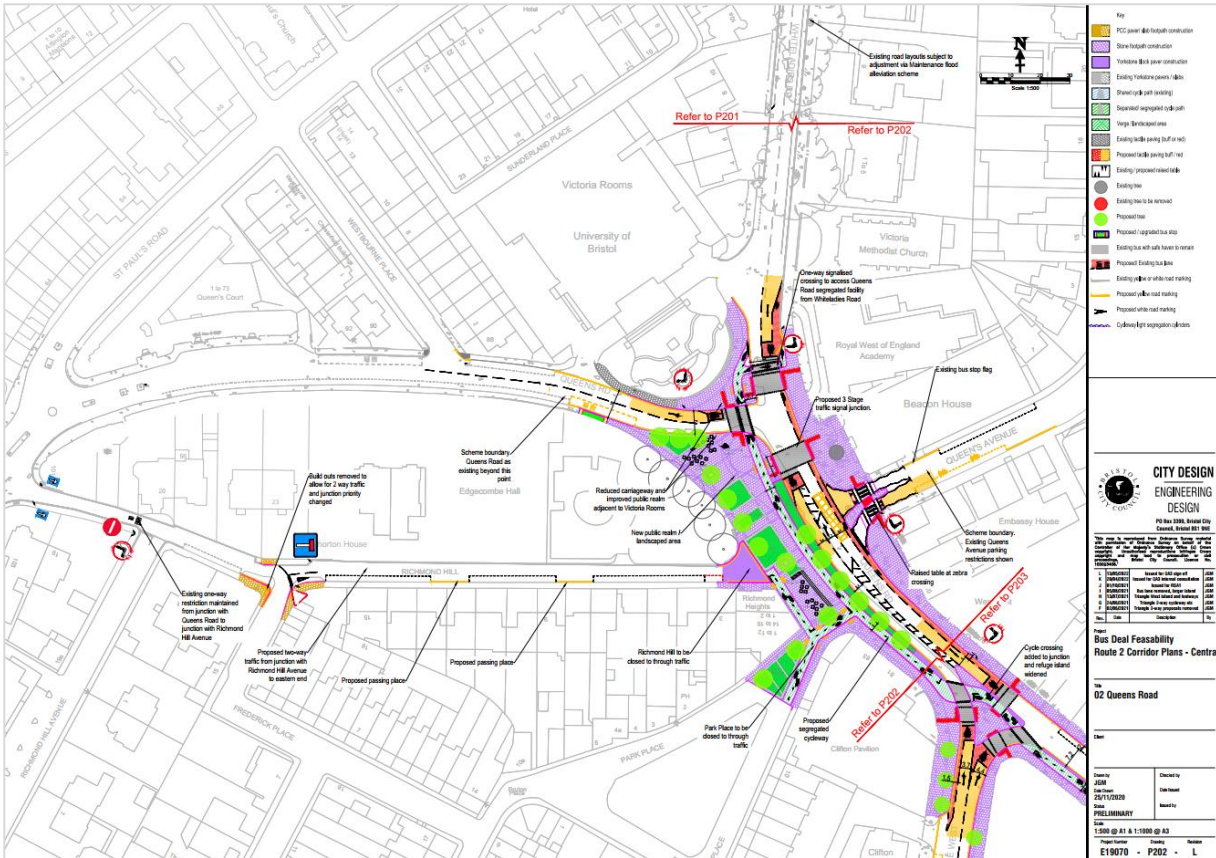 Hotel
Existing road layouts subject to
adjustment via Maintenance flood
alleviation scheme
N
Scale 1:500
Refer to P201
Refer to P202
SUNDERLAND PLACE
Victoria Rooms
University of
Bristol
Victoria
Methodist Church
WESTBOURNE PLACE
ST PAUL'S ROAD
1 to 73
Queen's Court
One-way signalised
crossing to access Queens
Road segregated facility
from Whiteladies Road
Royal West of England
Academy
Existing bus stop flag
QUEENS RD
Proposed 3 Stage
traffic signal junction.
Beacon House
QUEEN'S AVENUE
Scheme boundary.
Queens Road as
existing beyond this
point
Edgecombe Hall
Build outs removed to
allow for 2 way traffic
and junction priority
changed
Reduced carriageway and
improved public realm
adjacent to Victoria Rooms
New public realm /
landscaped area
Embassy House
Scheme boundary.
Existing Queens
Avenue parking
restrictions shown
Raised table at zebra
crossing
RICHMOND HILL
Richmond
Heights
Existing one-way
restriction maintained
from junction with
Queens Road to
junction with Richmond
Hill Avenue
Proposed two-way
traffic from junction with
Richmond Hill Avenue
to eastern end
Proposed passing place
Proposed passing place
Richmond Hill to be
closed to through traffic
PH
Refer to P203
Refer to P202
Cycle crossing
added to junction
and refuge island
widened
Proposed
segregated
cycleway
Park Place to be
closed to through
traffic
Clifton Pavilion
FREDERICK PLACE
PARK PLACE
RICHMOND HILL AVENUE
Clifton
Key
PCC paver/ slab footpath construction
Stone footpath construction
Yorkstone block paver construction
Existing Yorkstone pavers / slabs
Shared cycle path (existing)
Separated/ segregated cycle path
Verge /landscaped area
Existing tactile paving (buff or red)
Proposed tactile paving buff / red
Existing / proposed raised table
Existing tree
Existing tree to be removed
Proposed tree
Proposed / upgraded bus stop
Existing bus with safe haven to remain
Proposed/ Existing bus lane
Existing yellow or white road marking
Proposed yellow road marking
Proposed white road marking
Cycleway light segregation cylinders
BRISTOL CITY COUNCIL
CITY DESIGN
ENGINEERING
DESIGN
PO Box 3399, Bristol City
Council, Bristol BS1 9NE
Rev. Date Description By
Project
Bus Deal Feasability
Route 2 Corridor Plans - Centra
Title
02 Queens Road
Client
Drawn by
JGM
Checked by
Date Drawn
25/11/2020
Date Issued
Status
PRELIMINARY
Issued by
Scale
1:500 @ A1 & 1:1000 @ A3
Project Number Drawing Revision
E19070 - P202 - L